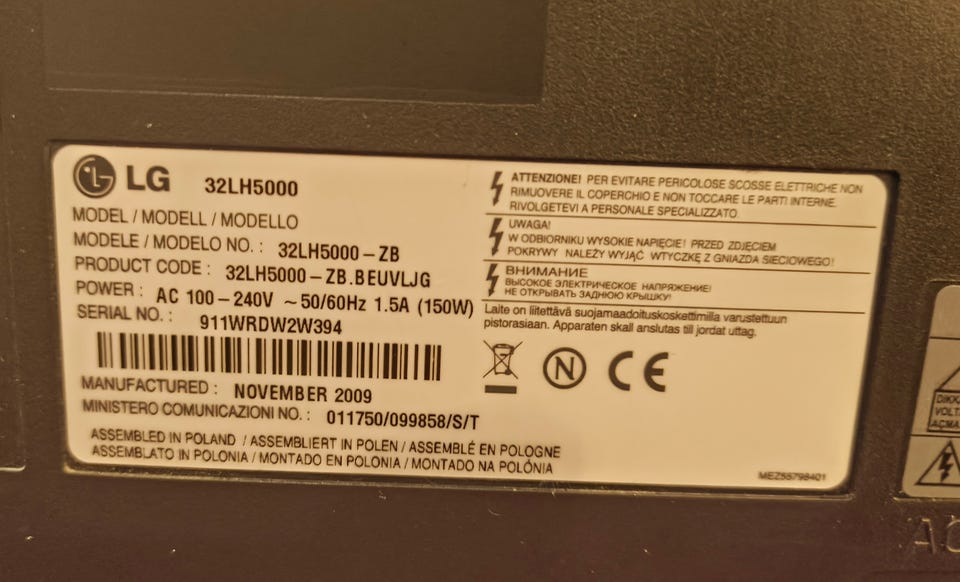 LG 32LH5000
MODEL / MODELL / MODELLO
MODELE / MODELO NO. : 32LH5000-ZB
PRODUCT CODE : 32LH5000-ZB.BEUVLJG
POWER : AC 100-240V ~50/60Hz 1.5A (150W)
SERIAL NO. : 911WRDW2W394
MANUFACTURED : NOVEMBER 2009
MINISTERO COMUNICAZIONI NO. : 011750/099858/S/T
ASSEMBLED IN POLAND / ASSEMBLIERT IN POLEN / ASSEMBLÉ EN POLOGNE
ASSEMBLATO IN POLONIA / MONTADO EN POLONIA / MONTADO NA POLÓNIA
ATTENZIONE! PER EVITARE PERICOLOSE SCOSSE ELETTRICHE NON
RIMUOVERE IL COPERCHIO E NON TOCCARE LE PARTI INTERNE.
RIVOLGETEVI A PERSONALE SPECIALIZZATO.
UWAGA!
W ODBIORNIKU WYSOKIE NAPIĘCIE! PRZED ZDJĘCIEM
POKRYWY NALEŻY WYJĄĆ WTYCZKĘ Z GNIAZDA SIECIOWEGO!
ВНИМАНИЕ
ВЫСОКОЕ ЭЛЕКТРИЧЕСКОЕ НАПРЯЖЕНИЕ!
НЕ ОТКРЫВАТЬ ЗАДНЮЮ КРЫШКУ!
Laite on liitettävä suojamaadoituskoskettimilla varustettuun
pistorasiaan. Apparaten skall anslutas till jordat uttag.
N CE
MEZ55798401
DİKK
VOLT
AÇMA
AC